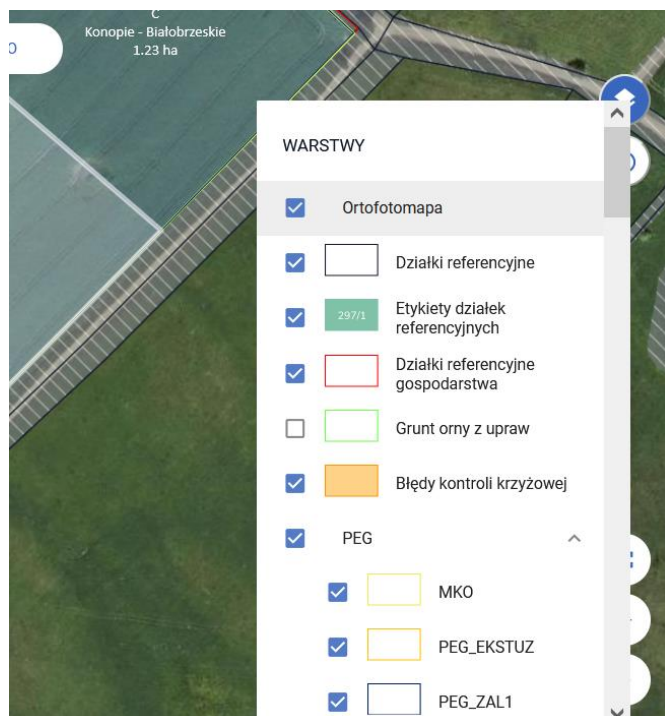 C
Konopie - Białobrzeskie
1.23 ha
WARSTWY
Ortofotomapa
Działki referencyjne
297/1
Etykiety działek
referencyjnych
Działki referencyjne
gospodarstwa
Grunt orny z upraw
Błędy kontroli krzyżowej
PEG
MKO
PEG_EKSTUZ
PEG_ZAL1